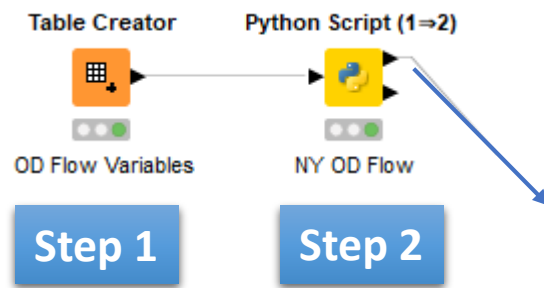 Table Creator
Python Script (1⇒2)
OD Flow Variables
NY OD Flow
Step 1
Step 2